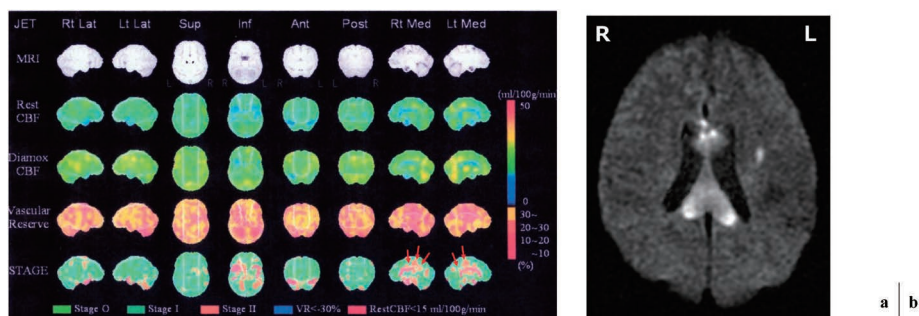 JET Rt Lat Lt Lat Sup Inf Ant Post Rt Med Lt Med
MRI
L R R L L R
(ml/100g/min)
50
Rest
CBF
Diamox
CBF
0
Vascular
Reserve
30~
20~30
10~20
~10
(%)
STAGE
Stage 0 Stage I Stage II VR<-30% RestCBF<15 ml/100g/min
R L
a b